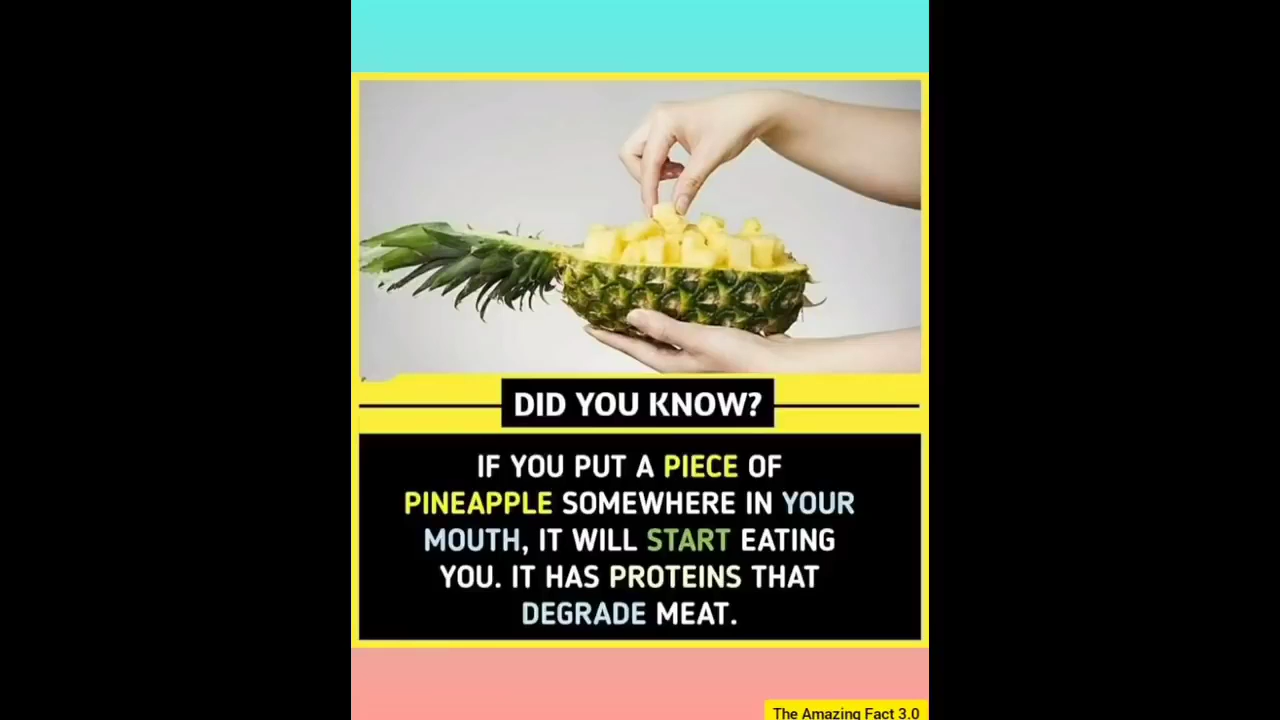 DID YOU KNOW?
IF YOU PUT A PIECE OF
PINEAPPLE SOMEWHERE IN YOUR
MOUTH, IT WILL START EATING
YOU. IT HAS PROTEINS THAT
DEGRADE MEAT.
The Amazing Fact 3.0